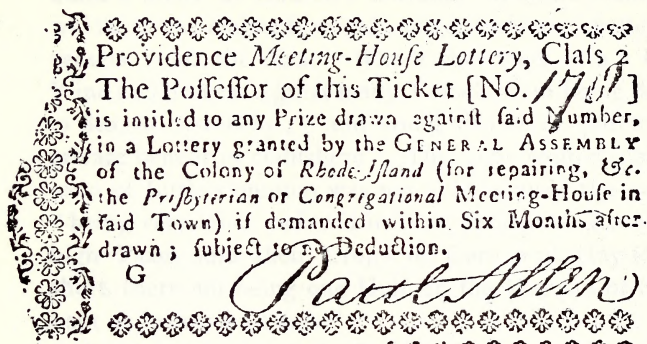 Providence Meeting-Houſe Lottery, Claſs 2
The Poſſeſſor of this Ticket [No. ]
is intitled to any Prize drawn againſt ſaid Number,
in a Lottery granted by the GENERAL ASSEMBLY
of the Colony of Rhode-Iſland (for repairing, &c.
the Preſbyterian or Congregational Meeting-Houſe in
ſaid Town) if demanded within Six Months after
drawn ; ſubject to no Deduction.
G
Paul Allen